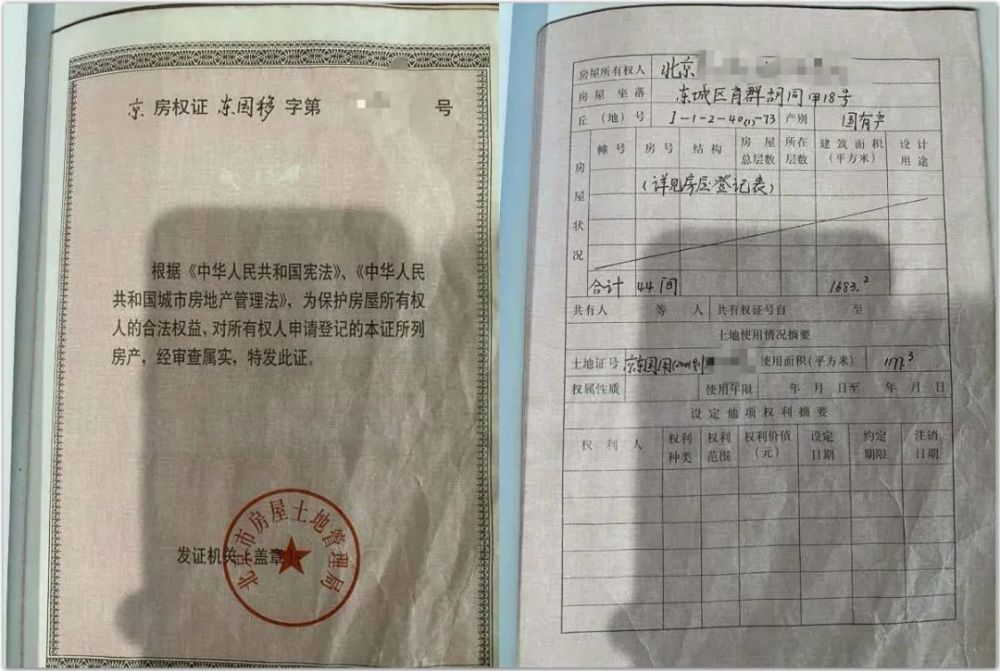 京 房权证 东国移 字第 号
根据《中华人民共和国宪法》、《中华人民
共和国城市房地产管理法》，为保护房屋所有权
人的合法权益，对所有权人申请登记的本证所列
房产，经审查属实，特发此证。
北京市房屋土地管理局
发证机关（盖章）
房屋所有权人 北京
房屋坐落 东城区育群胡同甲18号
丘（地）号 I-1-2-40(1)-73 产别 国有产
房屋状况
幢号 房号 结构 房屋总层数 所在层数 建筑面积（平方米） 设计用途
（详见房屋登记表）
合计 44间 1683.2
共有人 等 人 共有权证号自 至
土地使用情况摘要
土地证号 京东国用 使用面积(平方米) 1177.3
权属性质 使用年限 年 月 日至 年 月 日
设定他项权利摘要
权利人 权利种类 权利范围 权利价值（元） 设定日期 约定期限 注销日期